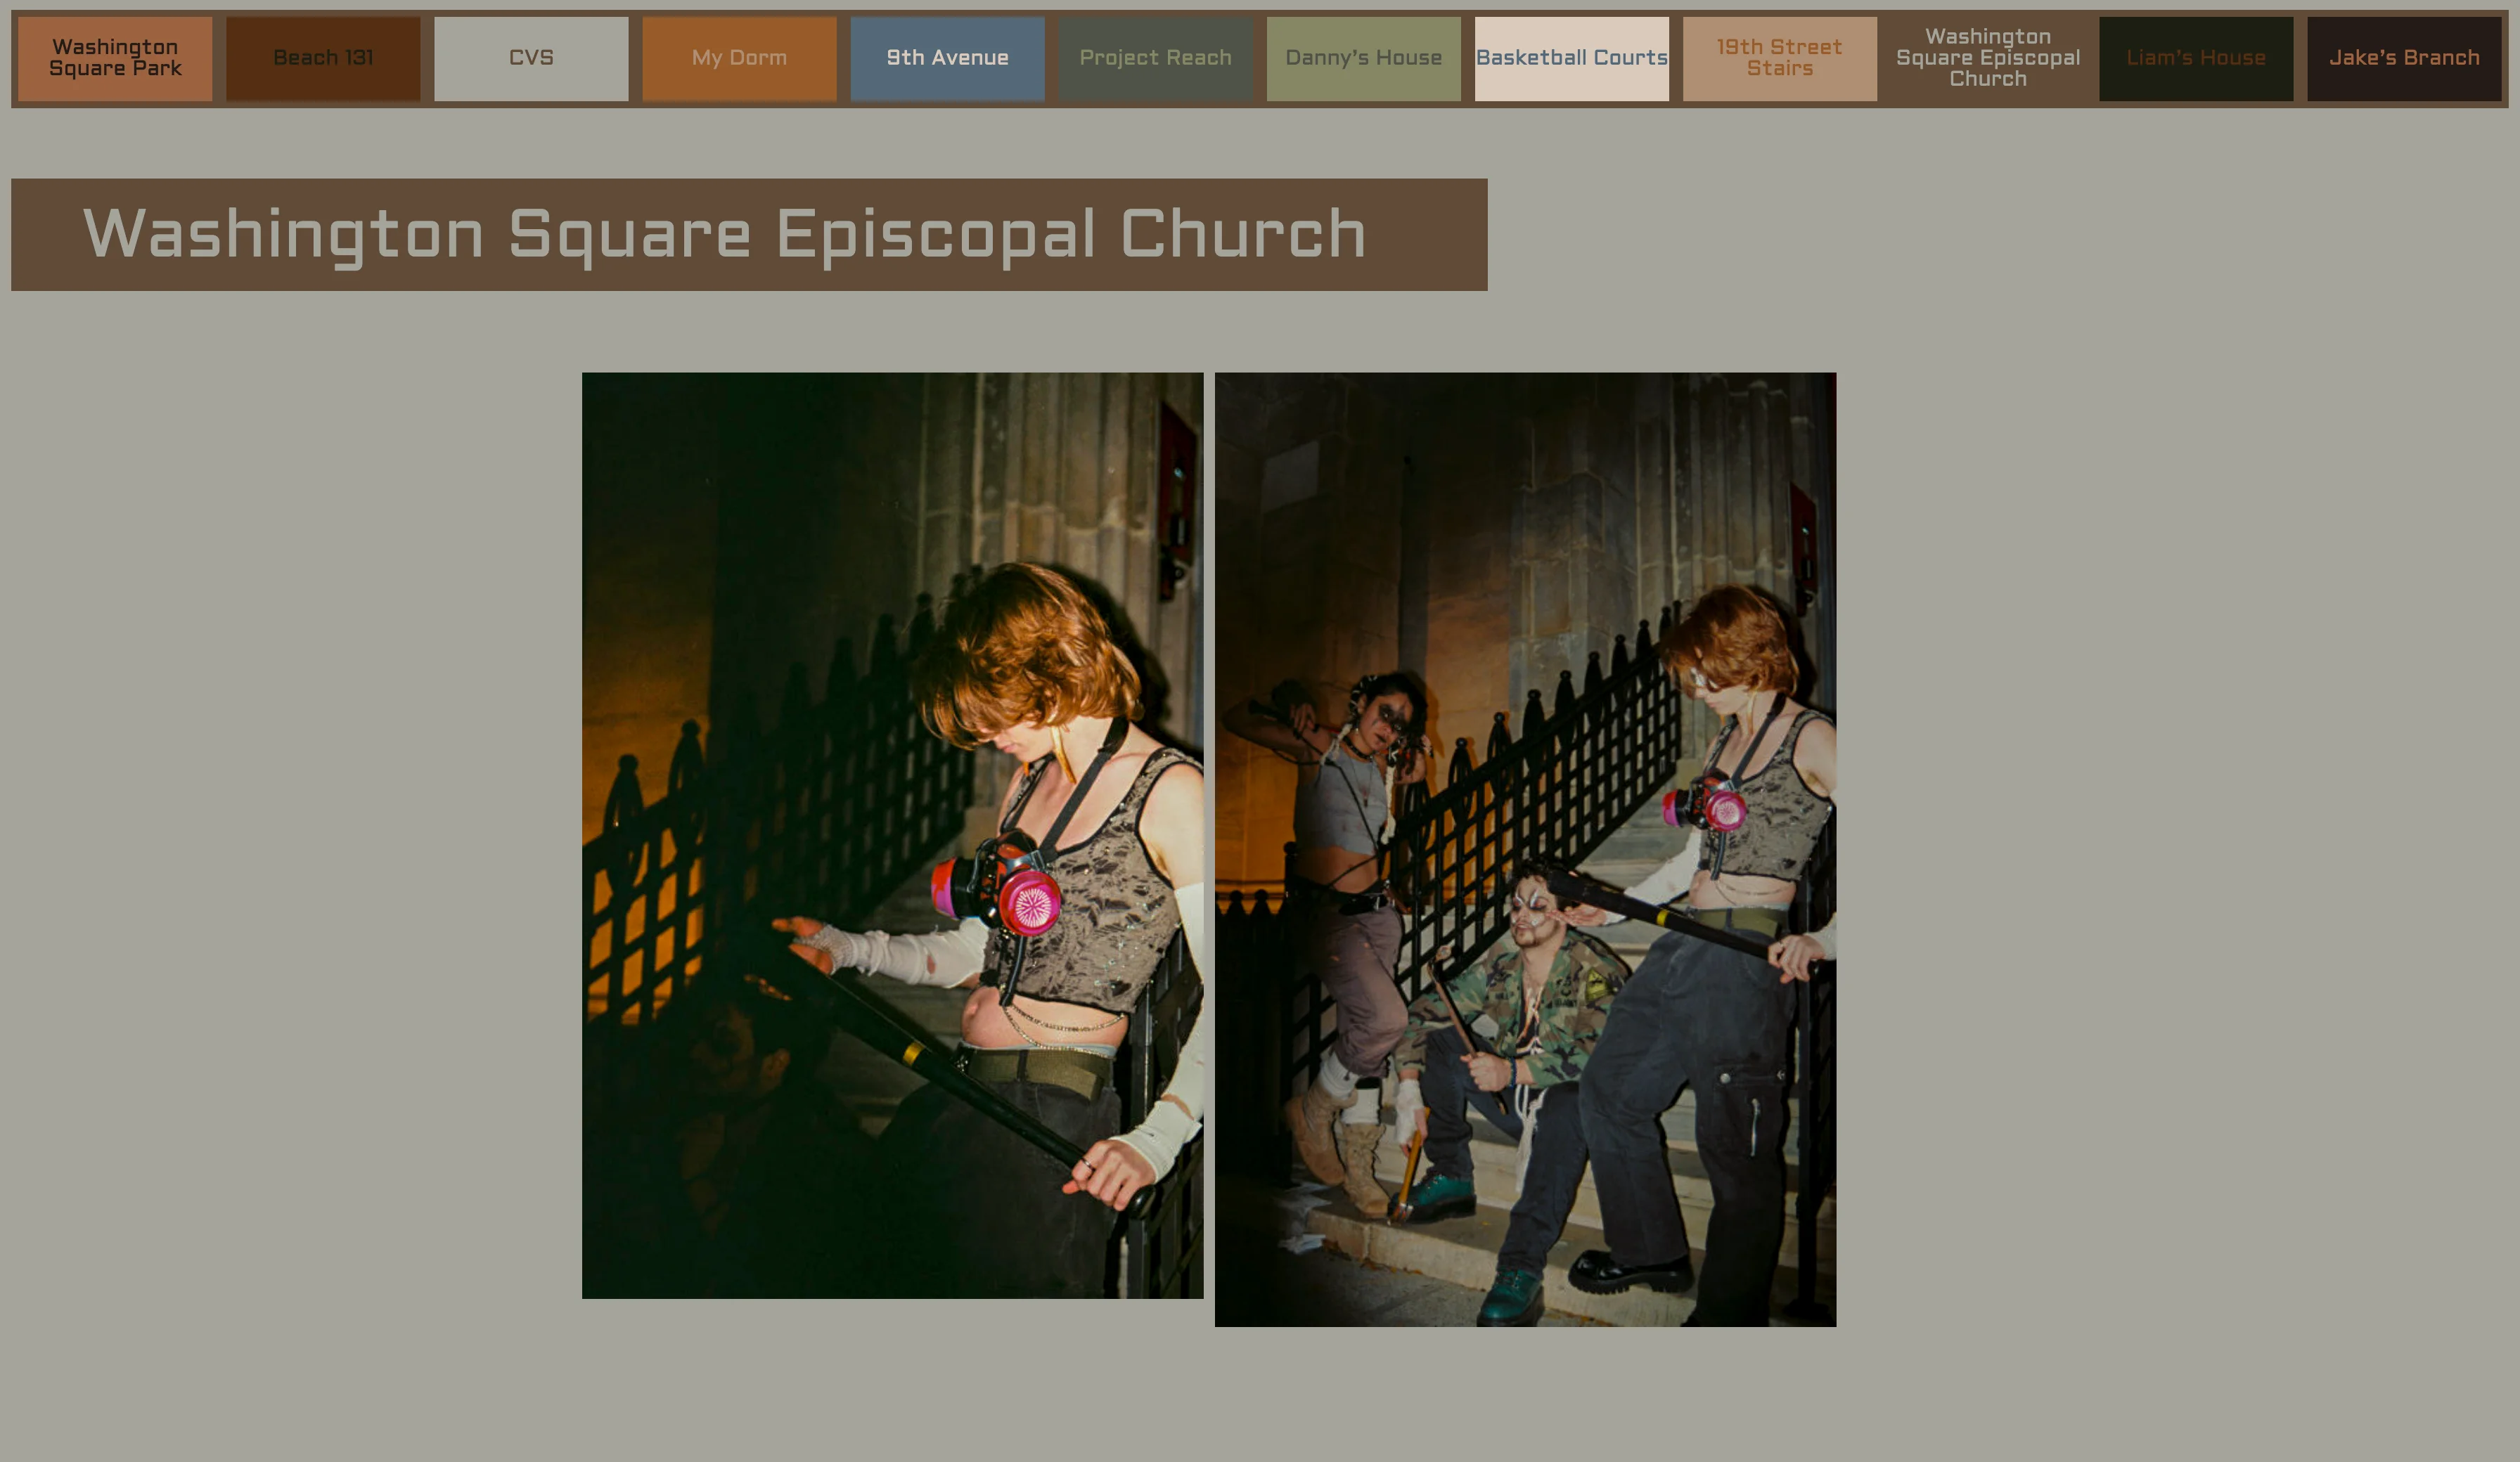 Washington
Square Park
Beach 131
CVS
My Dorm
9th Avenue
Project Reach
Danny's House
Basketball Courts
19th Street
Stairs
Washington
Square Episcopal
Church
Liam's House
Jake's Branch
Washington Square Episcopal Church